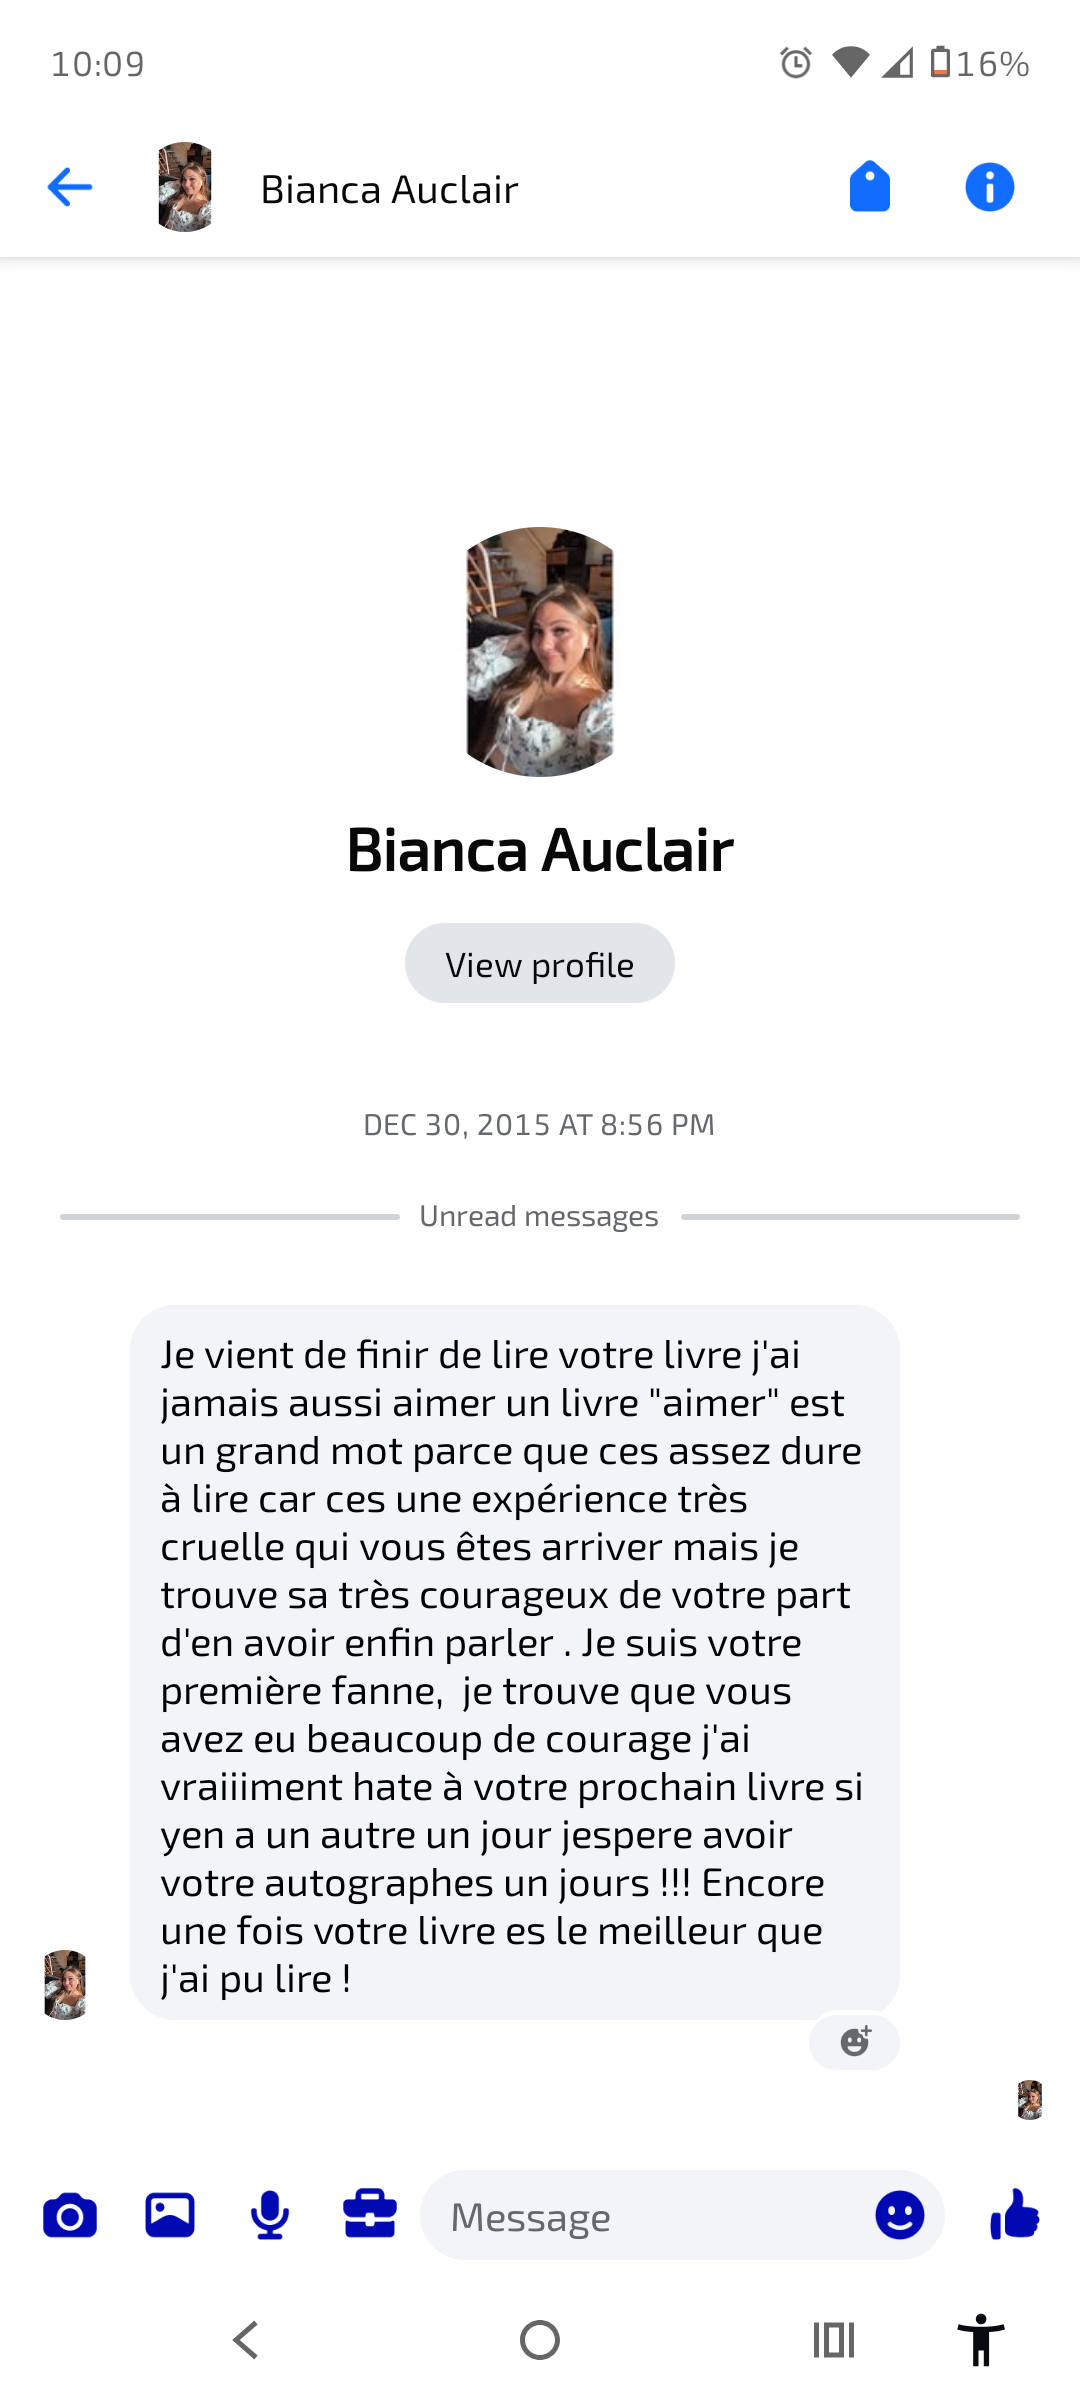 10:09
16%
Bianca Auclair
Bianca Auclair
View profile
DEC 30, 2015 AT 8:56 PM
Unread messages
Je vient de finir de lire votre livre j'ai
jamais aussi aimer un livre "aimer" est
un grand mot parce que ces assez dure
à lire car ces une expérience très
cruelle qui vous êtes arriver mais je
trouve sa très courageux de votre part
d'en avoir enfin parler . Je suis votre
première fanne,  je trouve que vous
avez eu beaucoup de courage j'ai
vraiiiment hate à votre prochain livre si
yen a un autre un jour jespere avoir
votre autographes un jours !!! Encore
une fois votre livre es le meilleur que
j'ai pu lire !
Message